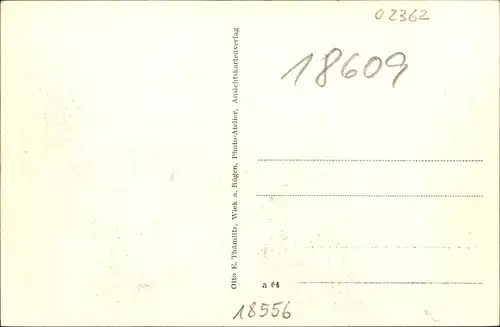 02362
18609
Otto E. Thämlitz, Wiek a. Rügen, Photo-Atelier, Ansichtskartenverlag
a 64
18556